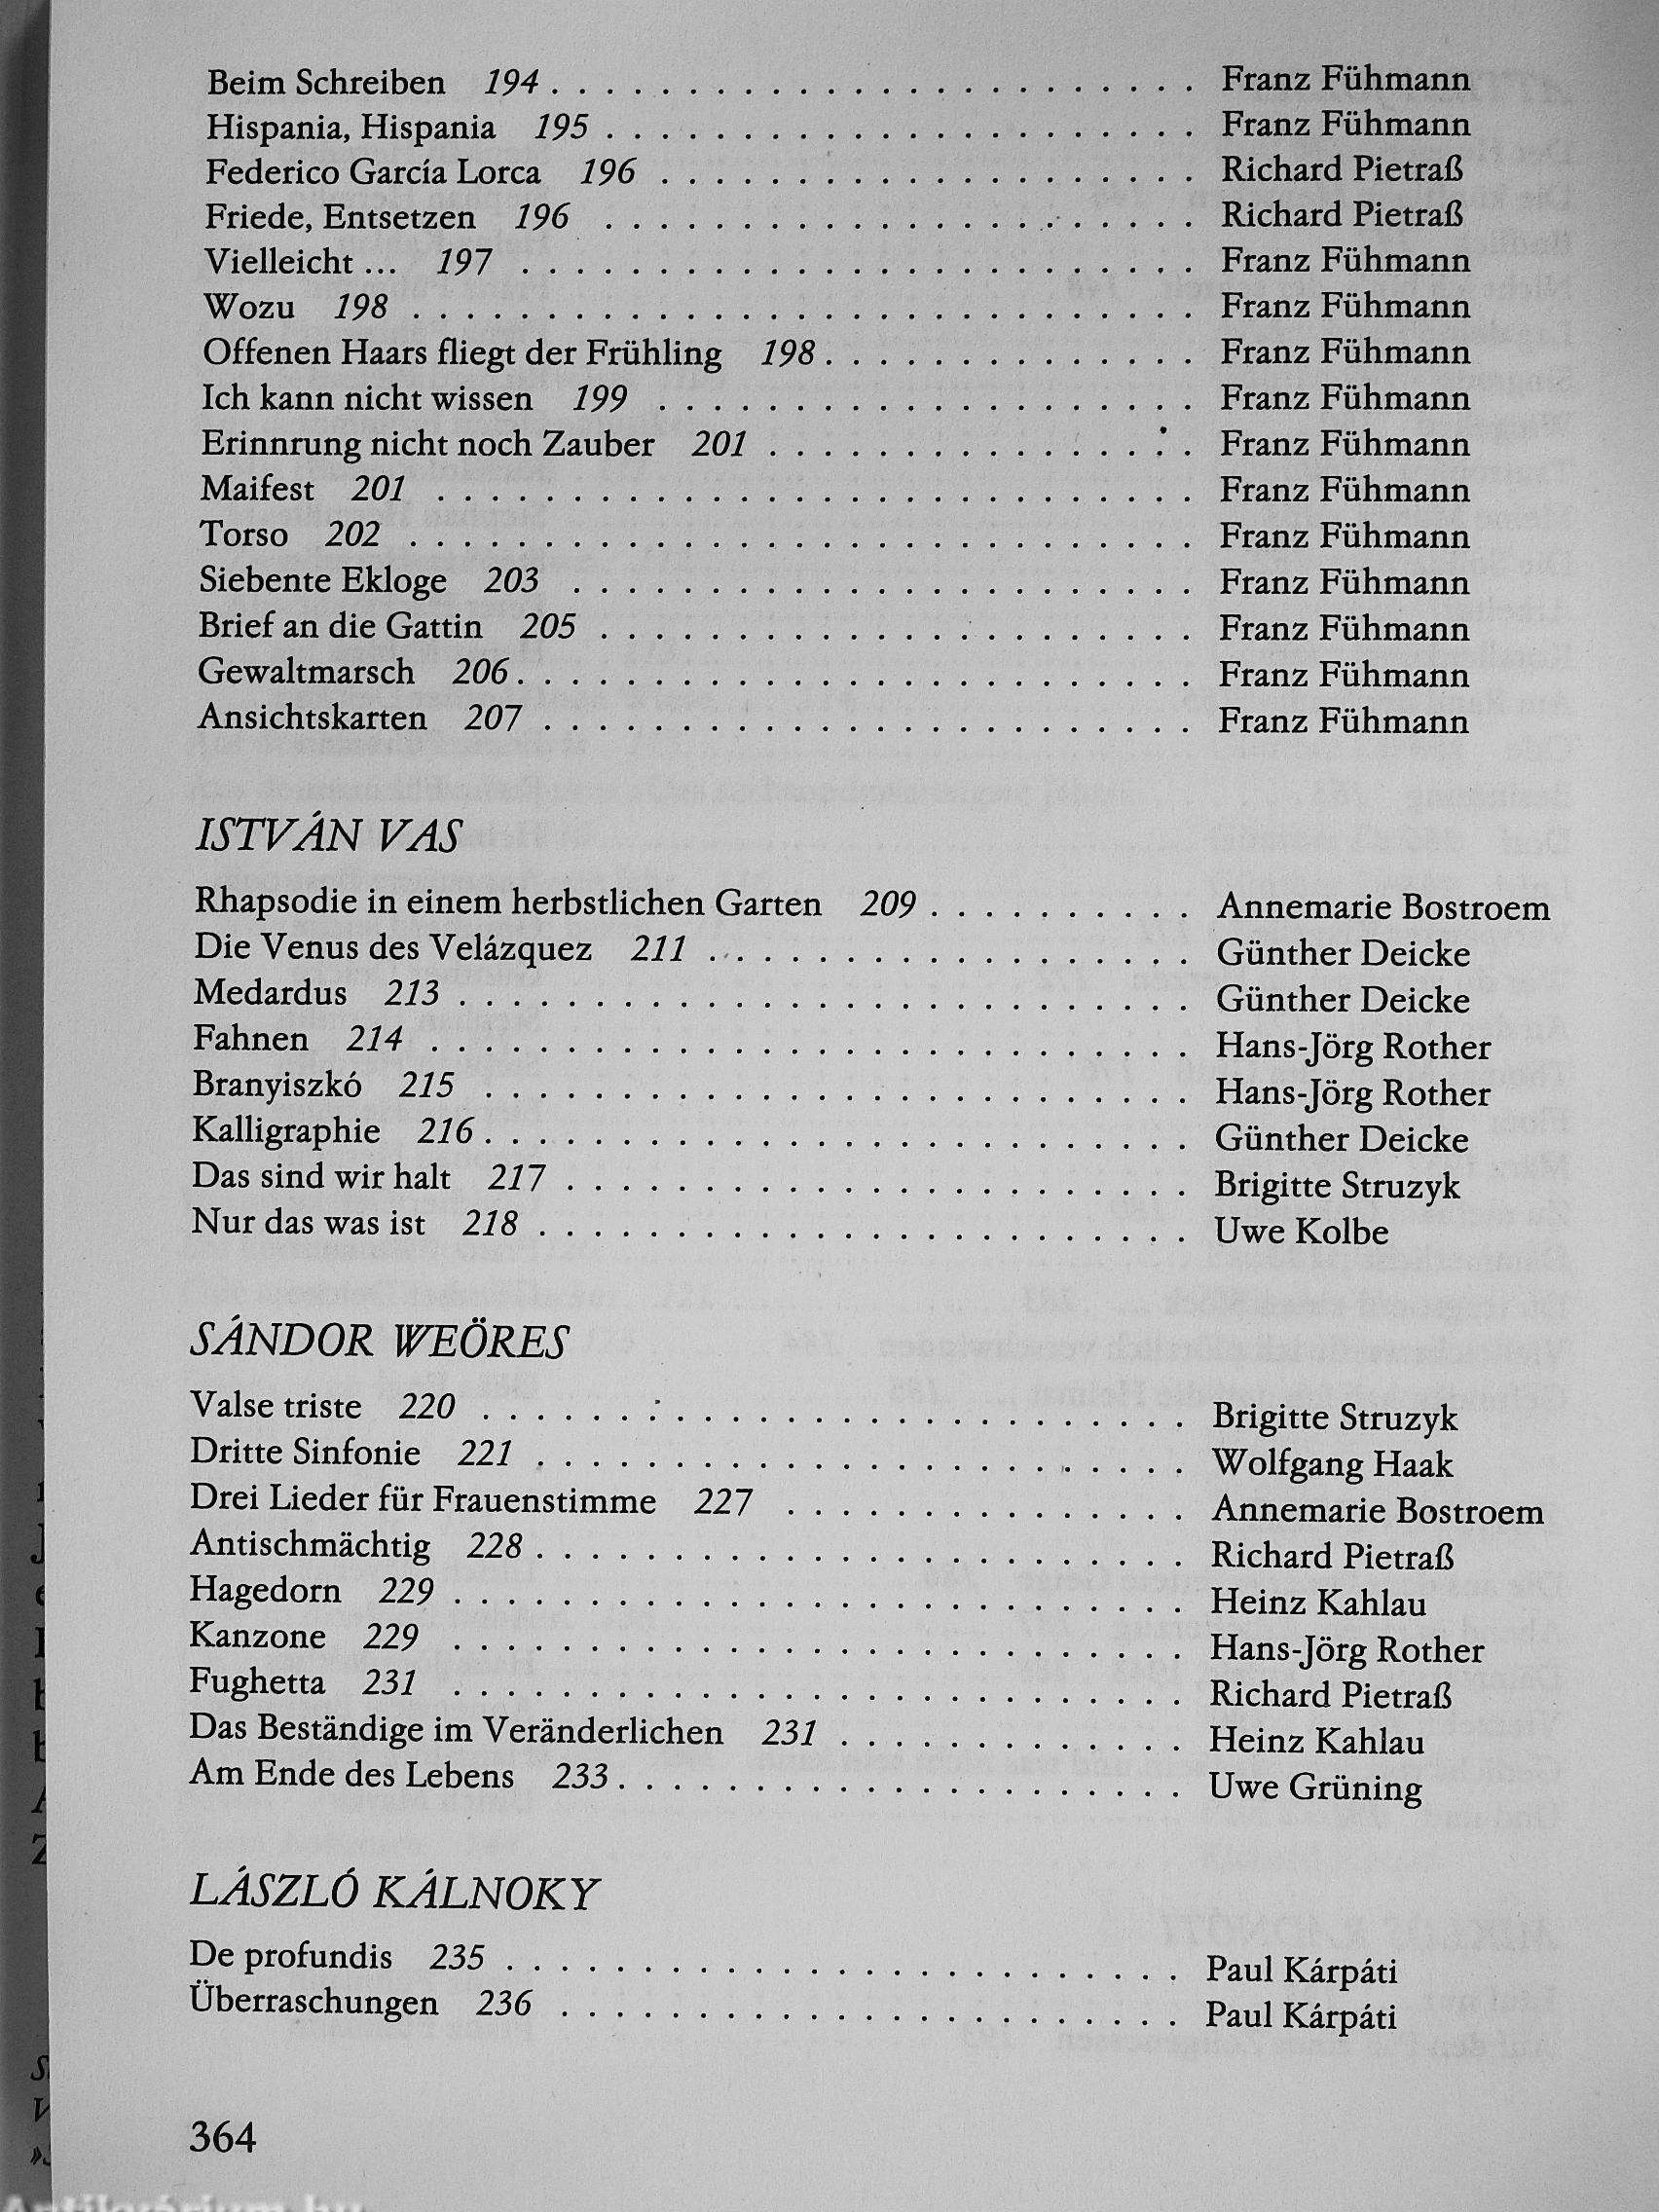 Beim Schreiben 194 . . . . . . . . . . . . . . . . . . . . . . . . Franz Fühmann
Hispania, Hispania 195 . . . . . . . . . . . . . . . . . . . . . . Franz Fühmann
Federico García Lorca 196 . . . . . . . . . . . . . . . . . . . . Richard Pietraß
Friede, Entsetzen 196 . . . . . . . . . . . . . . . . . . . . . . Richard Pietraß
Vielleicht ... 197 . . . . . . . . . . . . . . . . . . . . . . . . . Franz Fühmann
Wozu 198 . . . . . . . . . . . . . . . . . . . . . . . . . . . . . Franz Fühmann
Offenen Haars fliegt der Frühling 198 . . . . . . . . . . . . . . Franz Fühmann
Ich kann nicht wissen 199 . . . . . . . . . . . . . . . . . . . . Franz Fühmann
Erinnrung nicht noch Zauber 201 . . . . . . . . . . . . . . . . Franz Fühmann
Maifest 201 . . . . . . . . . . . . . . . . . . . . . . . . . . . . Franz Fühmann
Torso 202 . . . . . . . . . . . . . . . . . . . . . . . . . . . . . Franz Fühmann
Siebente Ekloge 203 . . . . . . . . . . . . . . . . . . . . . . . Franz Fühmann
Brief an die Gattin 205 . . . . . . . . . . . . . . . . . . . . . . Franz Fühmann
Gewaltmarsch 206 . . . . . . . . . . . . . . . . . . . . . . . . . Franz Fühmann
Ansichtskarten 207 . . . . . . . . . . . . . . . . . . . . . . . . Franz Fühmann
ISTVÁN VAS
Rhapsodie in einem herbstlichen Garten 209 . . . . . . . . . . Annemarie Bostroem
Die Venus des Velázquez 211 . . . . . . . . . . . . . . . . . . Günther Deicke
Medardus 213 . . . . . . . . . . . . . . . . . . . . . . . . . . . Günther Deicke
Fahnen 214 . . . . . . . . . . . . . . . . . . . . . . . . . . . . Hans-Jörg Rother
Branyiszkó 215 . . . . . . . . . . . . . . . . . . . . . . . . . . Hans-Jörg Rother
Kalligraphie 216 . . . . . . . . . . . . . . . . . . . . . . . . . . Günther Deicke
Das sind wir halt 217 . . . . . . . . . . . . . . . . . . . . . . . Brigitte Struzyk
Nur das was ist 218 . . . . . . . . . . . . . . . . . . . . . . . . Uwe Kolbe
SÁNDOR WEÖRES
Valse triste 220 . . . . . . . . . . . . . . . . . . . . . . . . . . Brigitte Struzyk
Dritte Sinfonie 221 . . . . . . . . . . . . . . . . . . . . . . . . Wolfgang Haak
Drei Lieder für Frauenstimme 227 . . . . . . . . . . . . . . . Annemarie Bostroem
Antischmächtig 228 . . . . . . . . . . . . . . . . . . . . . . . . Richard Pietraß
Hagedorn 229 . . . . . . . . . . . . . . . . . . . . . . . . . . . Heinz Kahlau
Kanzone 229 . . . . . . . . . . . . . . . . . . . . . . . . . . . Hans-Jörg Rother
Fughetta 231 . . . . . . . . . . . . . . . . . . . . . . . . . . . Richard Pietraß
Das Beständige im Veränderlichen 231 . . . . . . . . . . . . . Heinz Kahlau
Am Ende des Lebens 233 . . . . . . . . . . . . . . . . . . . . . Uwe Grüning
LÁSZLÓ KÁLNOKY
De profundis 235 . . . . . . . . . . . . . . . . . . . . . . . . . Paul Kárpáti
Überraschungen 236 . . . . . . . . . . . . . . . . . . . . . . . Paul Kárpáti
364